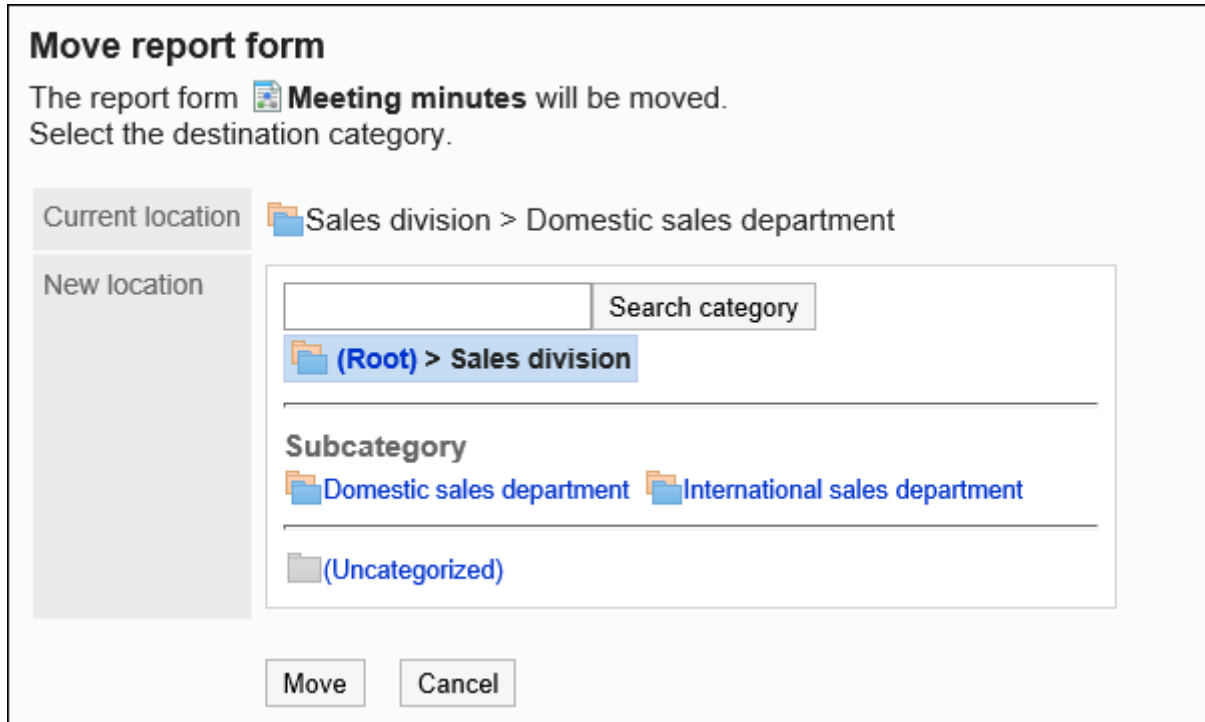 Move report form
The report form Meeting minutes will be moved.
Select the destination category.
Current location Sales division > Domestic sales department
New location
Search category
(Root) > Sales division
Subcategory
Domestic sales department International sales department
(Uncategorized)
Move Cancel